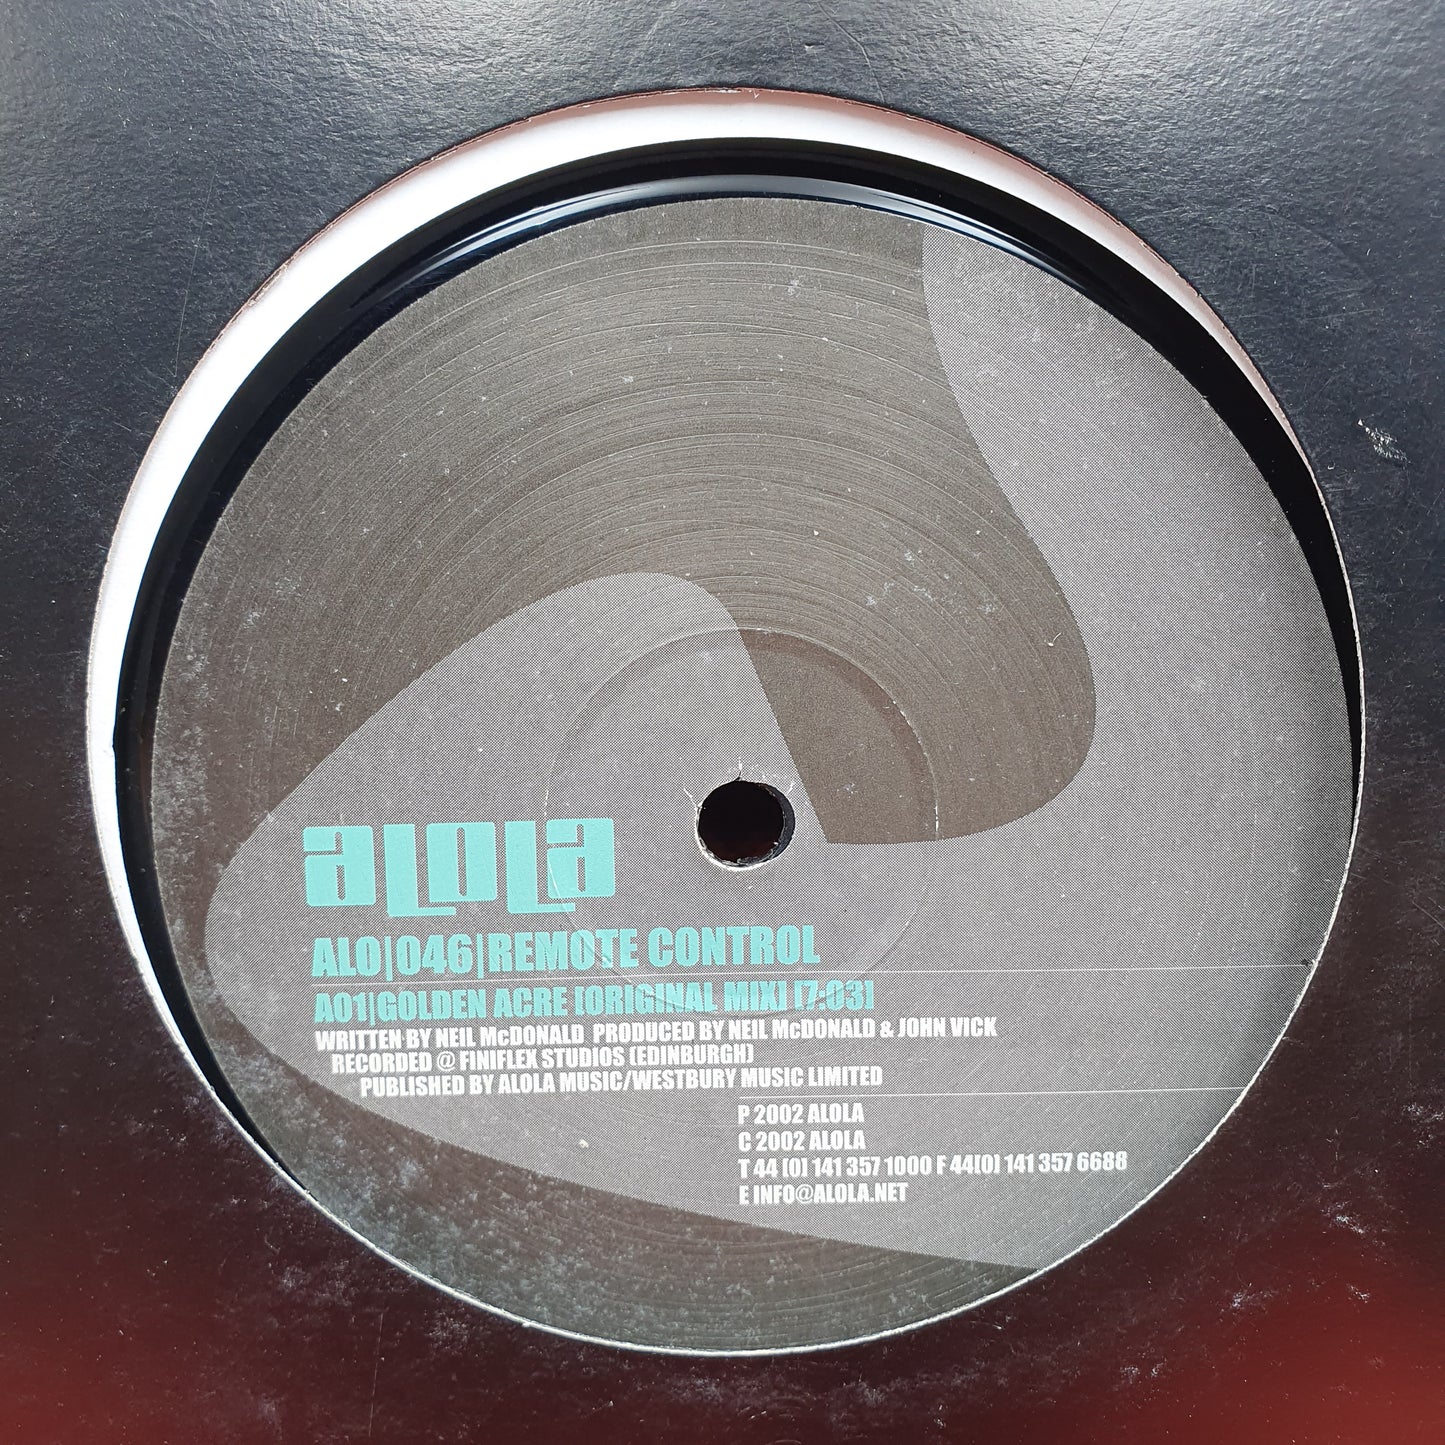 aLoLa
ALO|046|REMOTE CONTROL
A01|GOLDEN ACRE [ORIGINAL MIX] [7:03]
WRITTEN BY NEIL McDONALD PRODUCED BY NEIL McDONALD & JOHN VICK
RECORDED @ FINIFLEX STUDIOS (EDINBURGH)
PUBLISHED BY ALOLA MUSIC/WESTBURY MUSIC LIMITED
P 2002 ALOLA
C 2002 ALOLA
T 44 [0] 141 357 1000 F 44[0] 141 357 6688
E INFO@ALOLA.NET